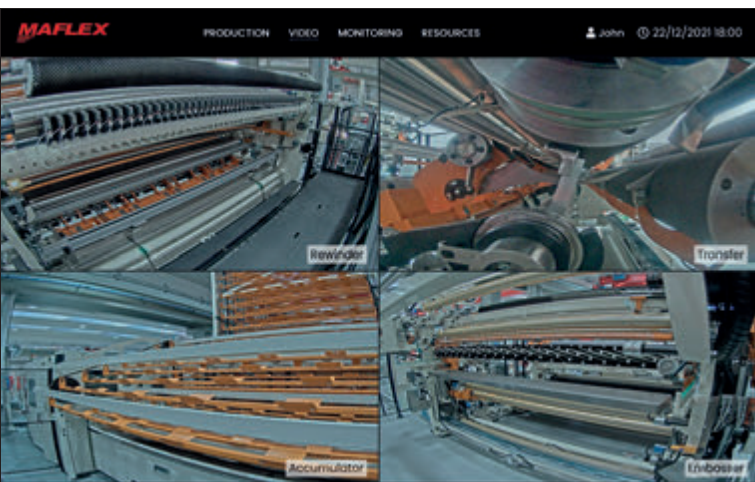 MAFLEX
PRODUCTION VIDEO MONITORING RESOURCES John 22/12/2021 18:00
Rewinder
Transfer
Accumulator
Embosser